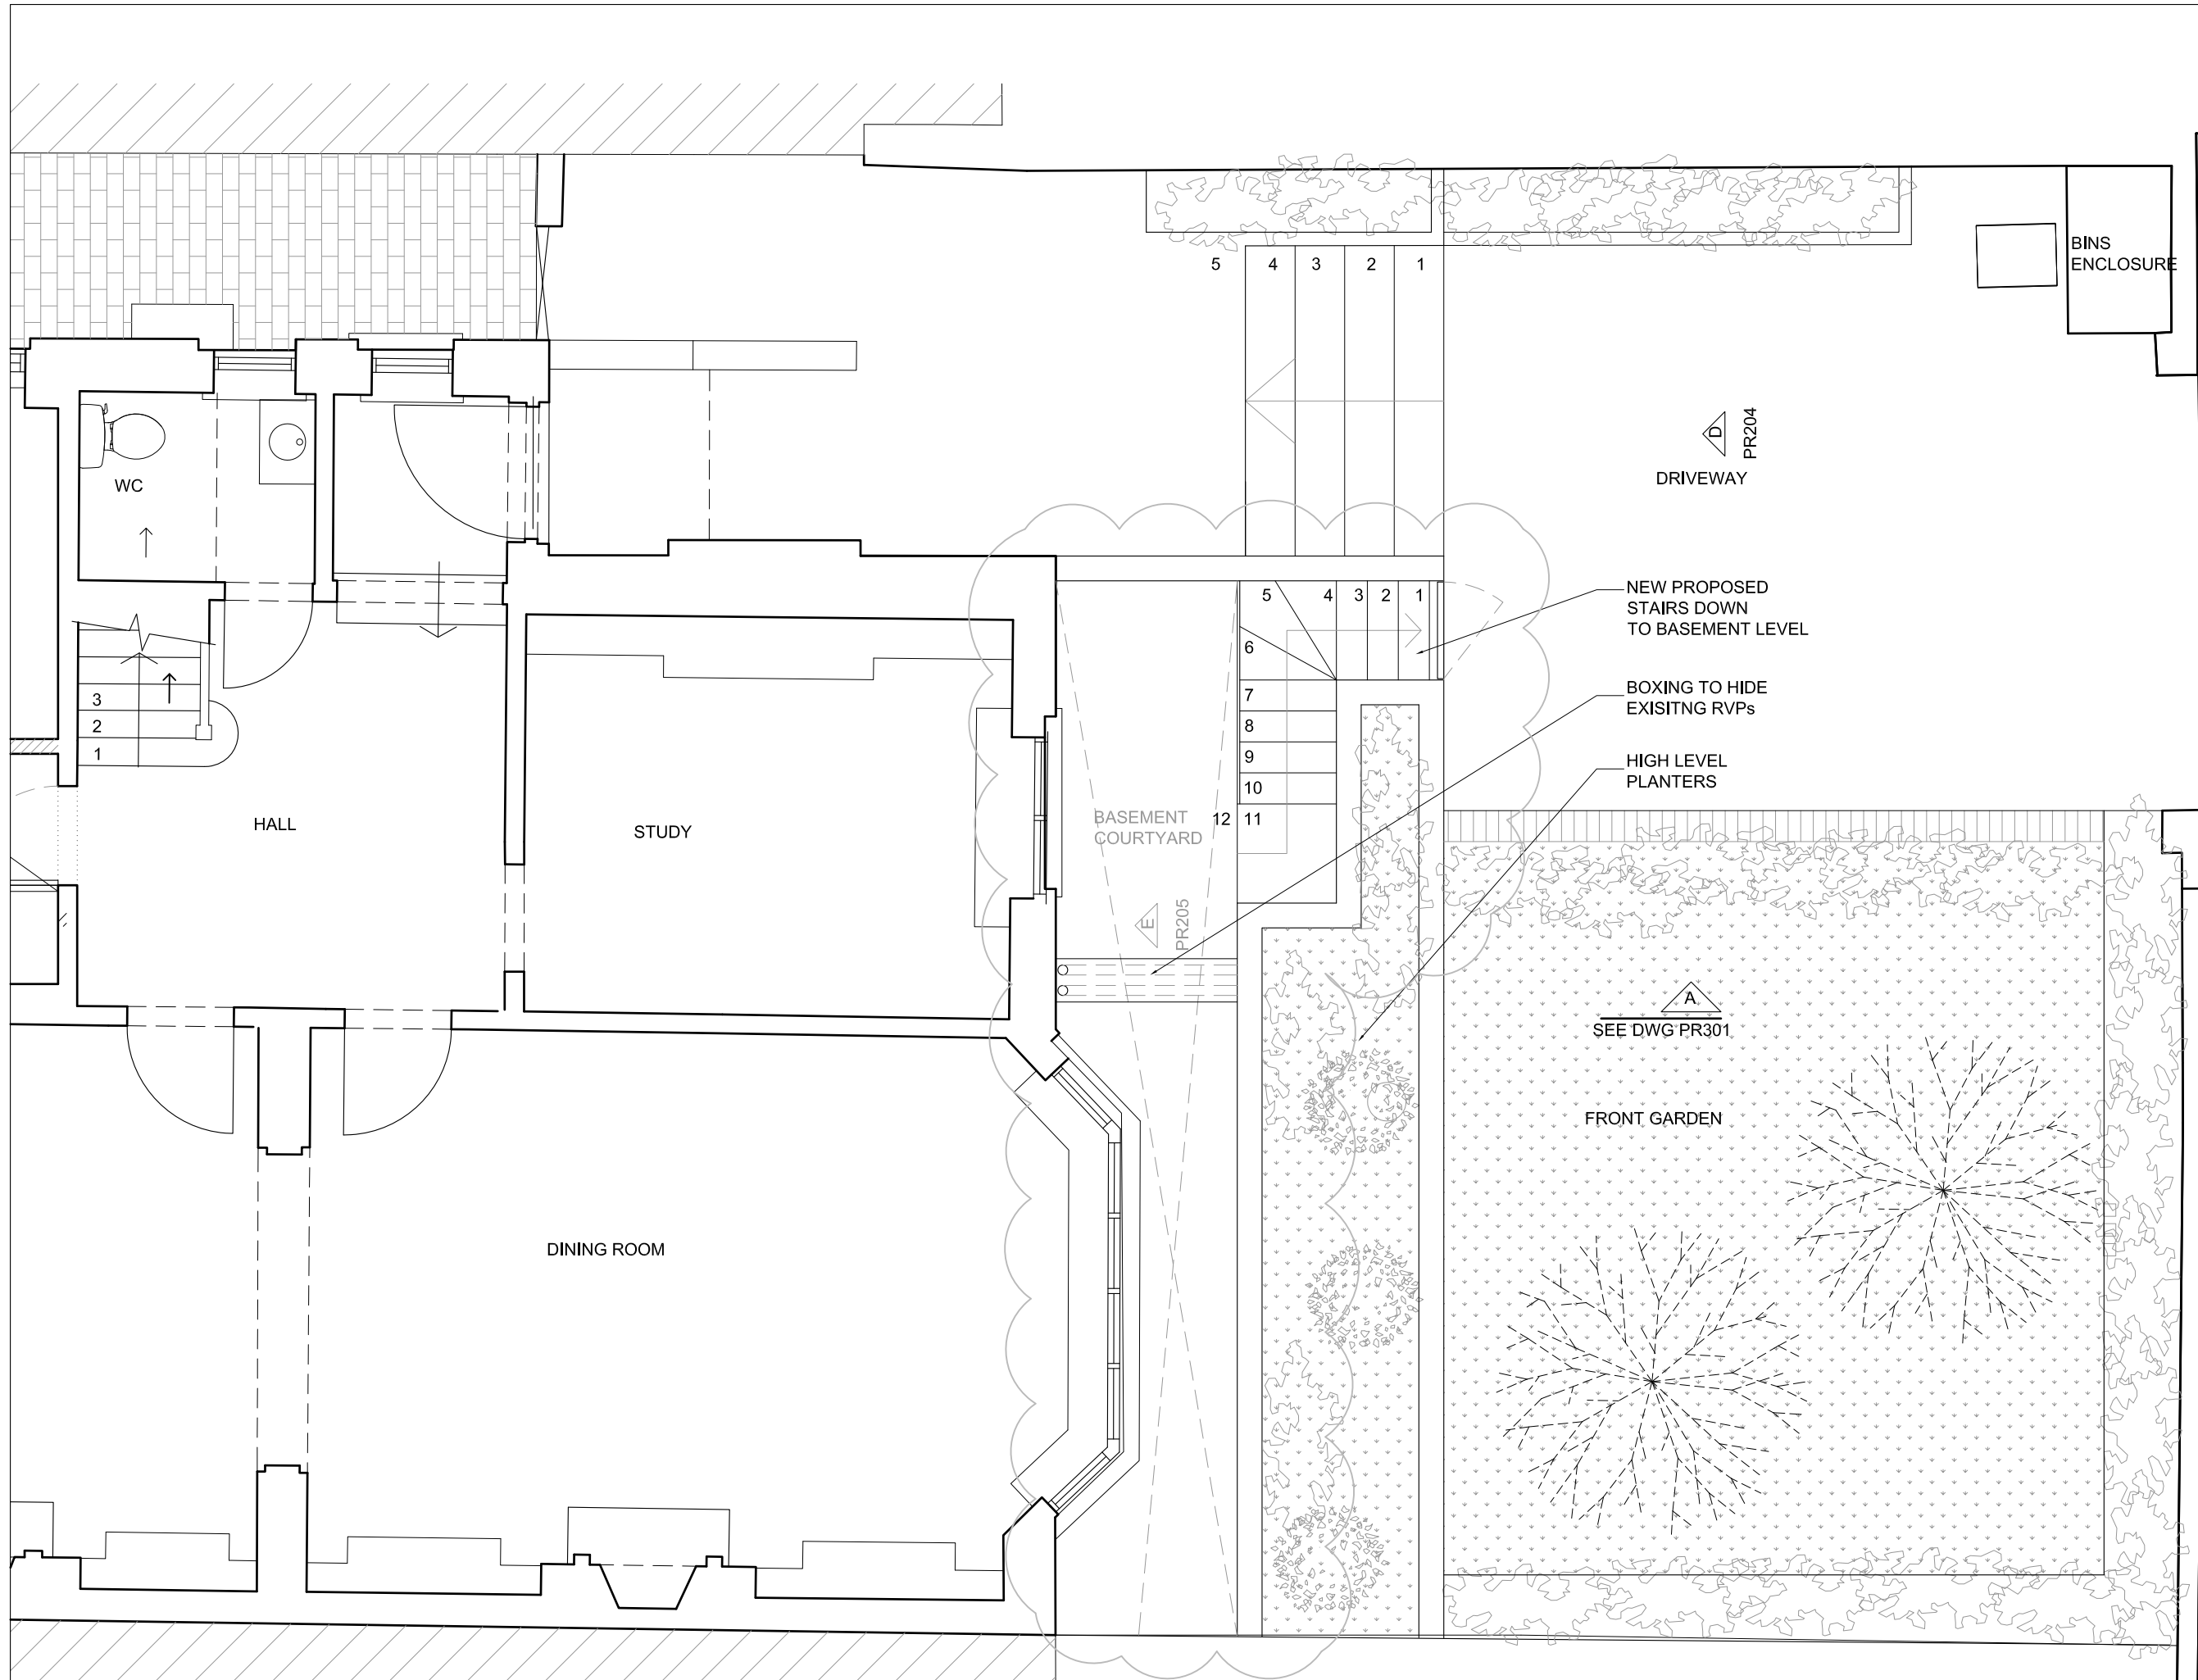 5 4 3 2 1
BINS
ENCLOSURE
D
PR204
DRIVEWAY
WC
NEW PROPOSED
STAIRS DOWN
TO BASEMENT LEVEL
5 4 3 2 1
6
7
8
9
10
12 11
BOXING TO HIDE
EXISITNG RVPs
HIGH LEVEL
PLANTERS
3
2
1
HALL
STUDY
BASEMENT
COURTYARD
E
PR205
A
SEE DWG PR301
FRONT GARDEN
DINING ROOM